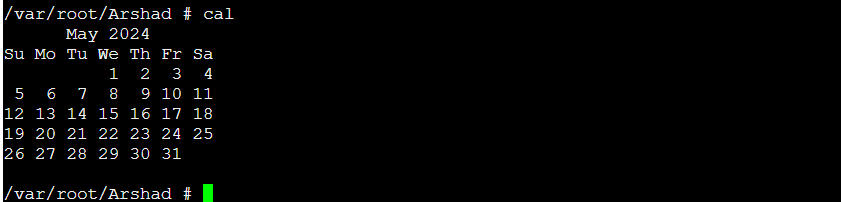 /var/root/Arshad # cal
      May 2024
Su Mo Tu We Th Fr Sa
          1  2  3  4
 5  6  7  8  9 10 11
12 13 14 15 16 17 18
19 20 21 22 23 24 25
26 27 28 29 30 31
/var/root/Arshad #